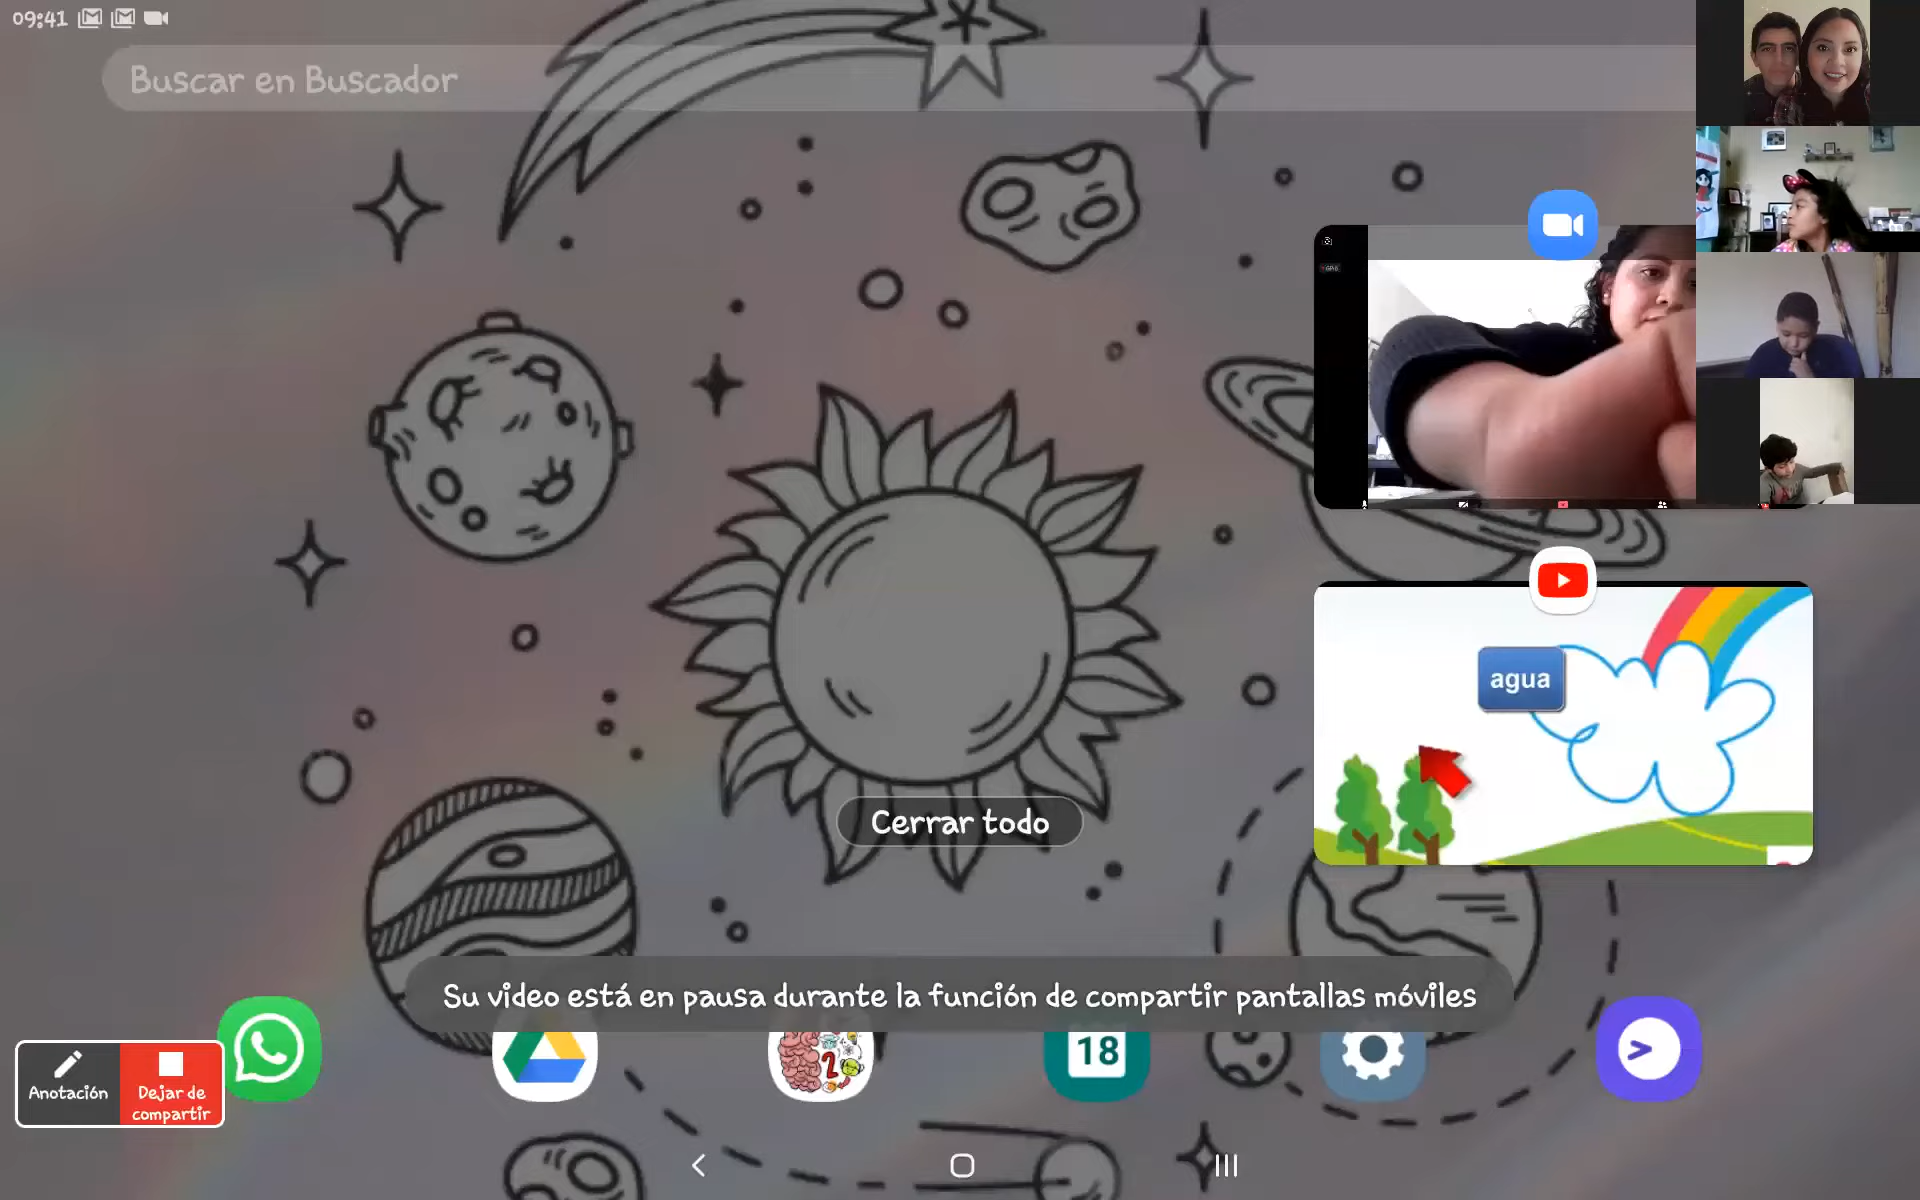 09:41
Buscar en Buscador
agua
Cerrar todo
Su video está en pausa durante la función de compartir pantallas móviles
Anotación
Dejar de
compartir
2
18